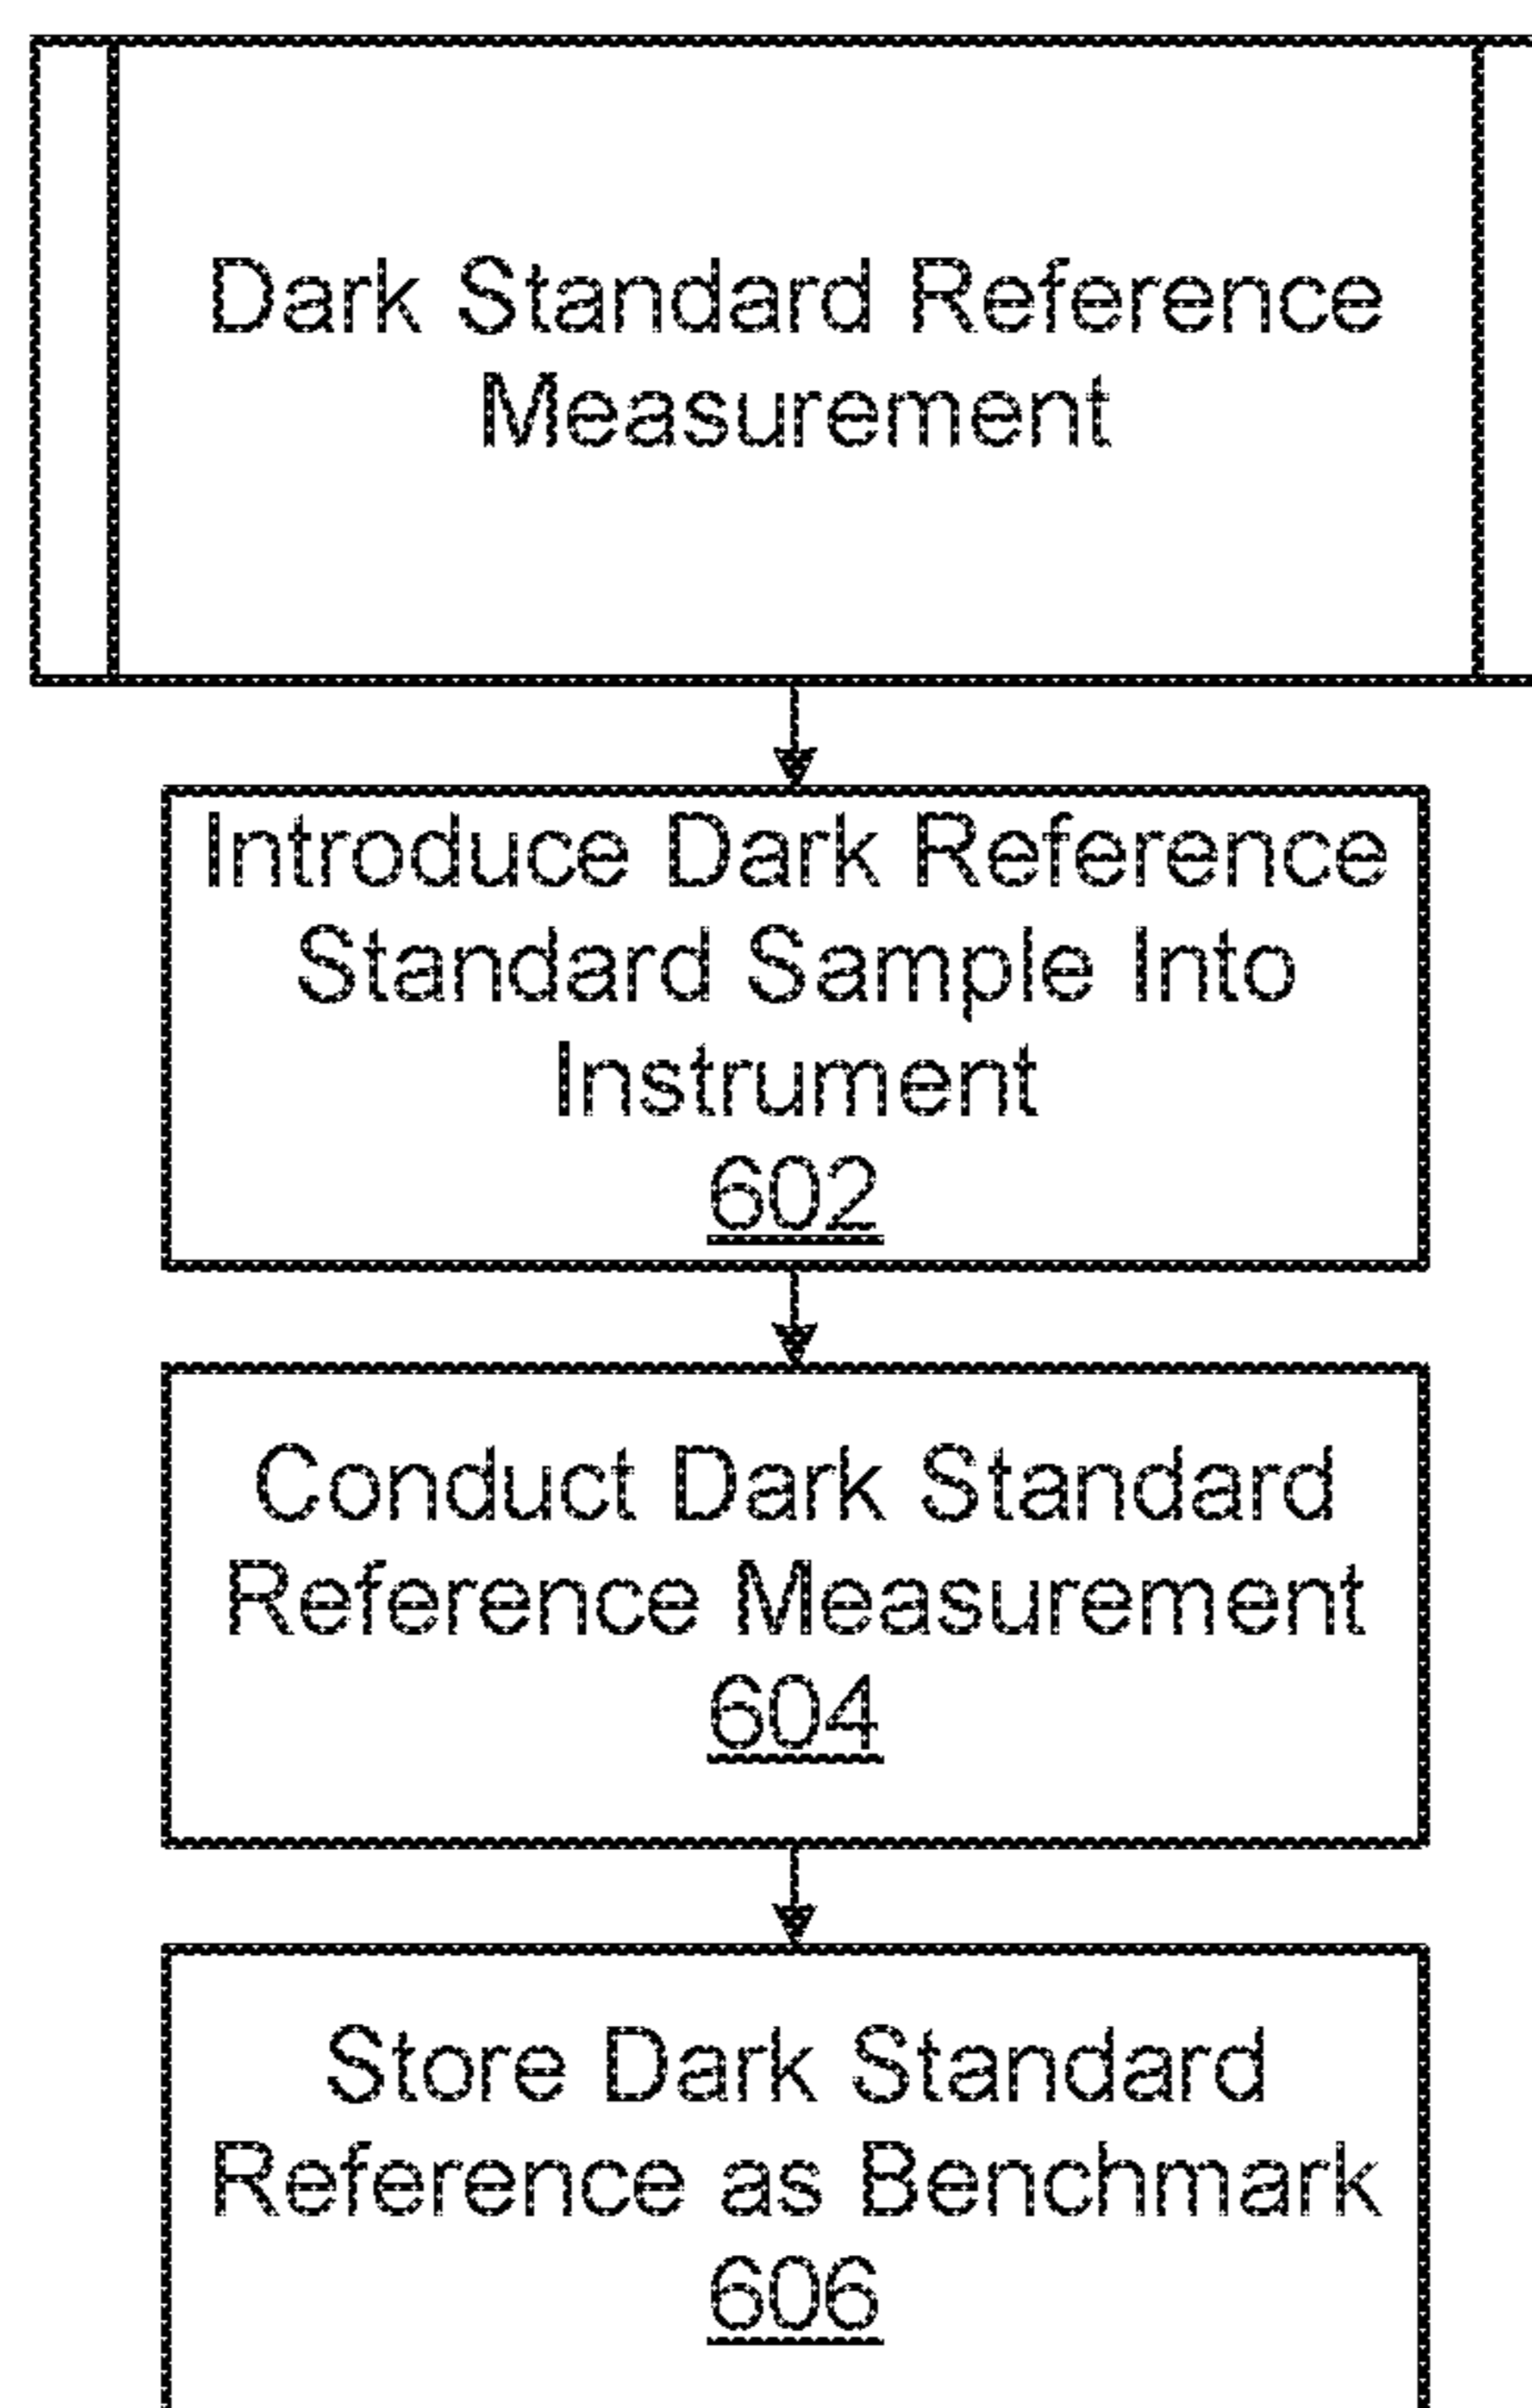 Dark Standard Reference
Measurement
Introduce Dark Reference
Standard Sample Into
Instrument
602
Conduct Dark Standard
Reference Measurement
604
Store Dark Standard
Reference as Benchmark
606